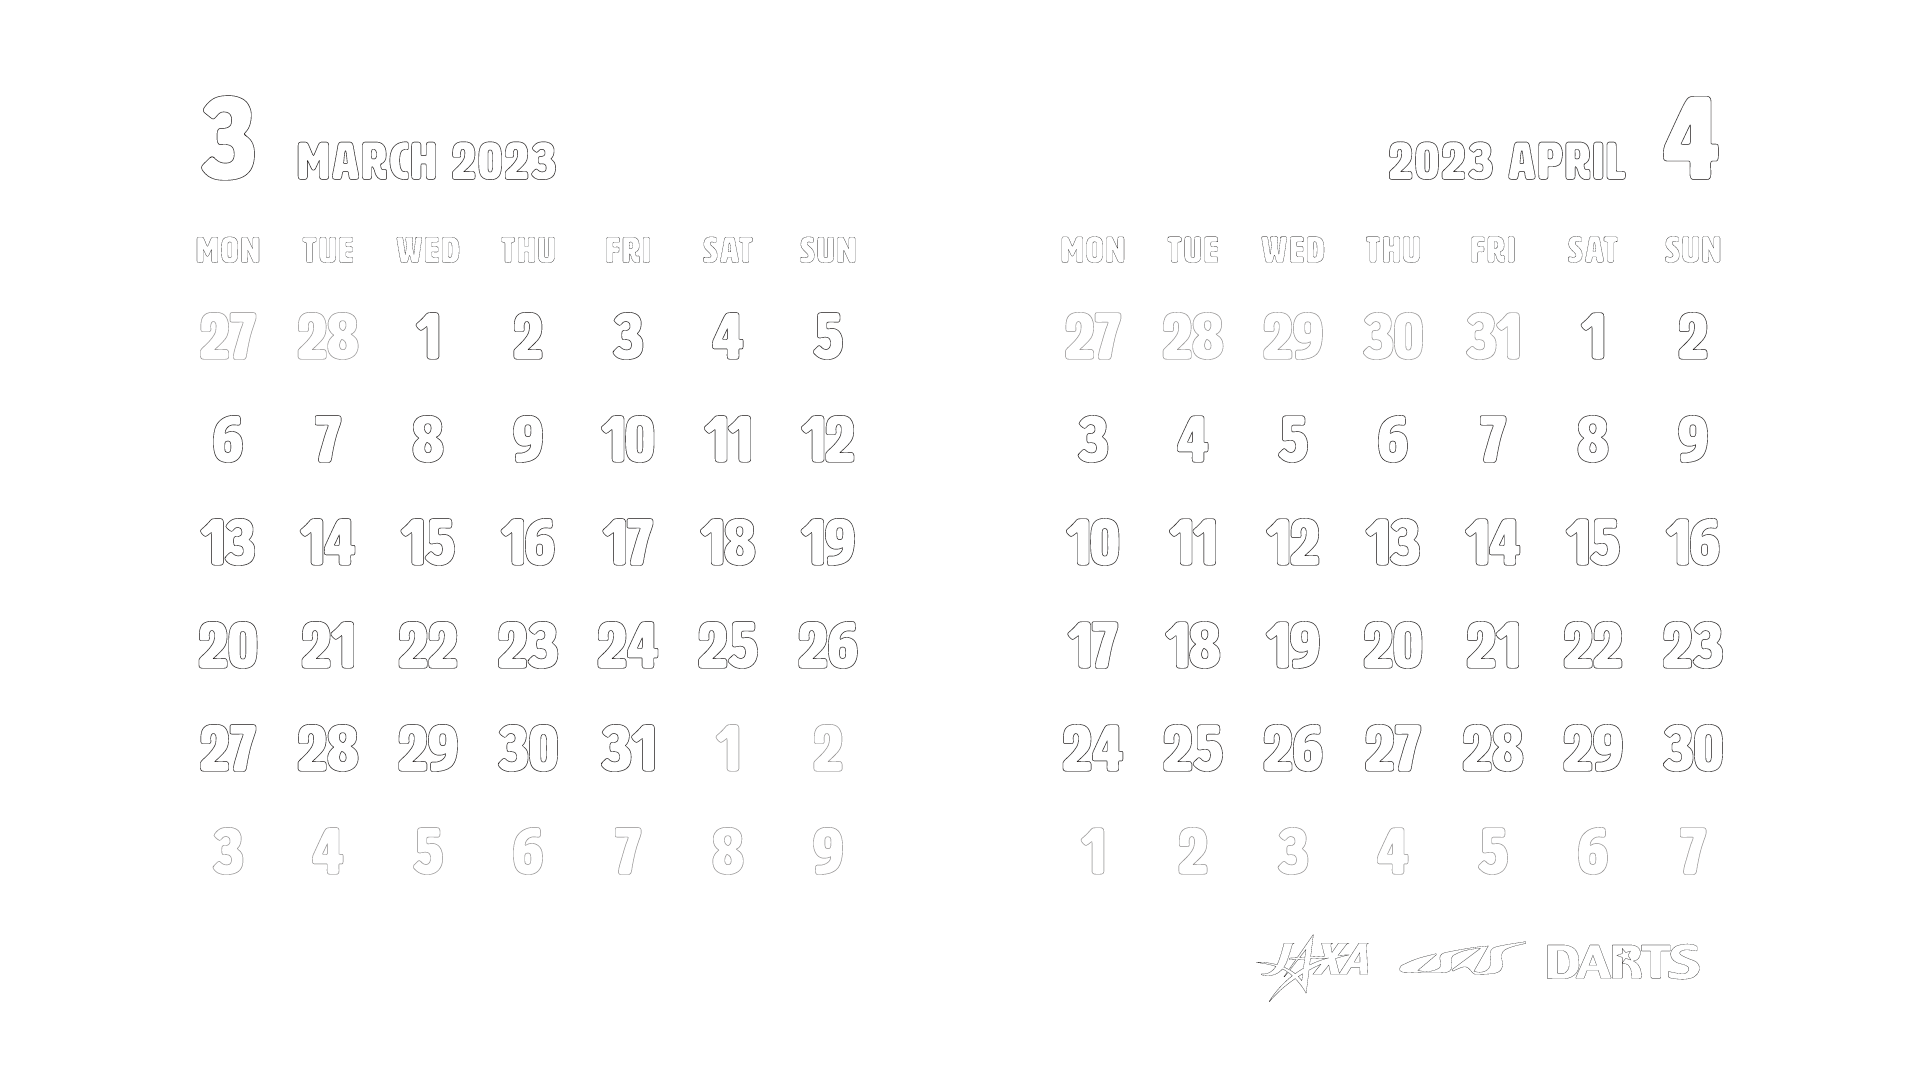 3 MARCH 2023
MON TUE WED THU FRI SAT SUN
27 28 1 2 3 4 5
6 7 8 9 10 11 12
13 14 15 16 17 18 19
20 21 22 23 24 25 26
27 28 29 30 31 1 2
3 4 5 6 7 8 9
2023 APRIL 4
MON TUE WED THU FRI SAT SUN
27 28 29 30 31 1 2
3 4 5 6 7 8 9
10 11 12 13 14 15 16
17 18 19 20 21 22 23
24 25 26 27 28 29 30
1 2 3 4 5 6 7
JAXA ISAS DARTS